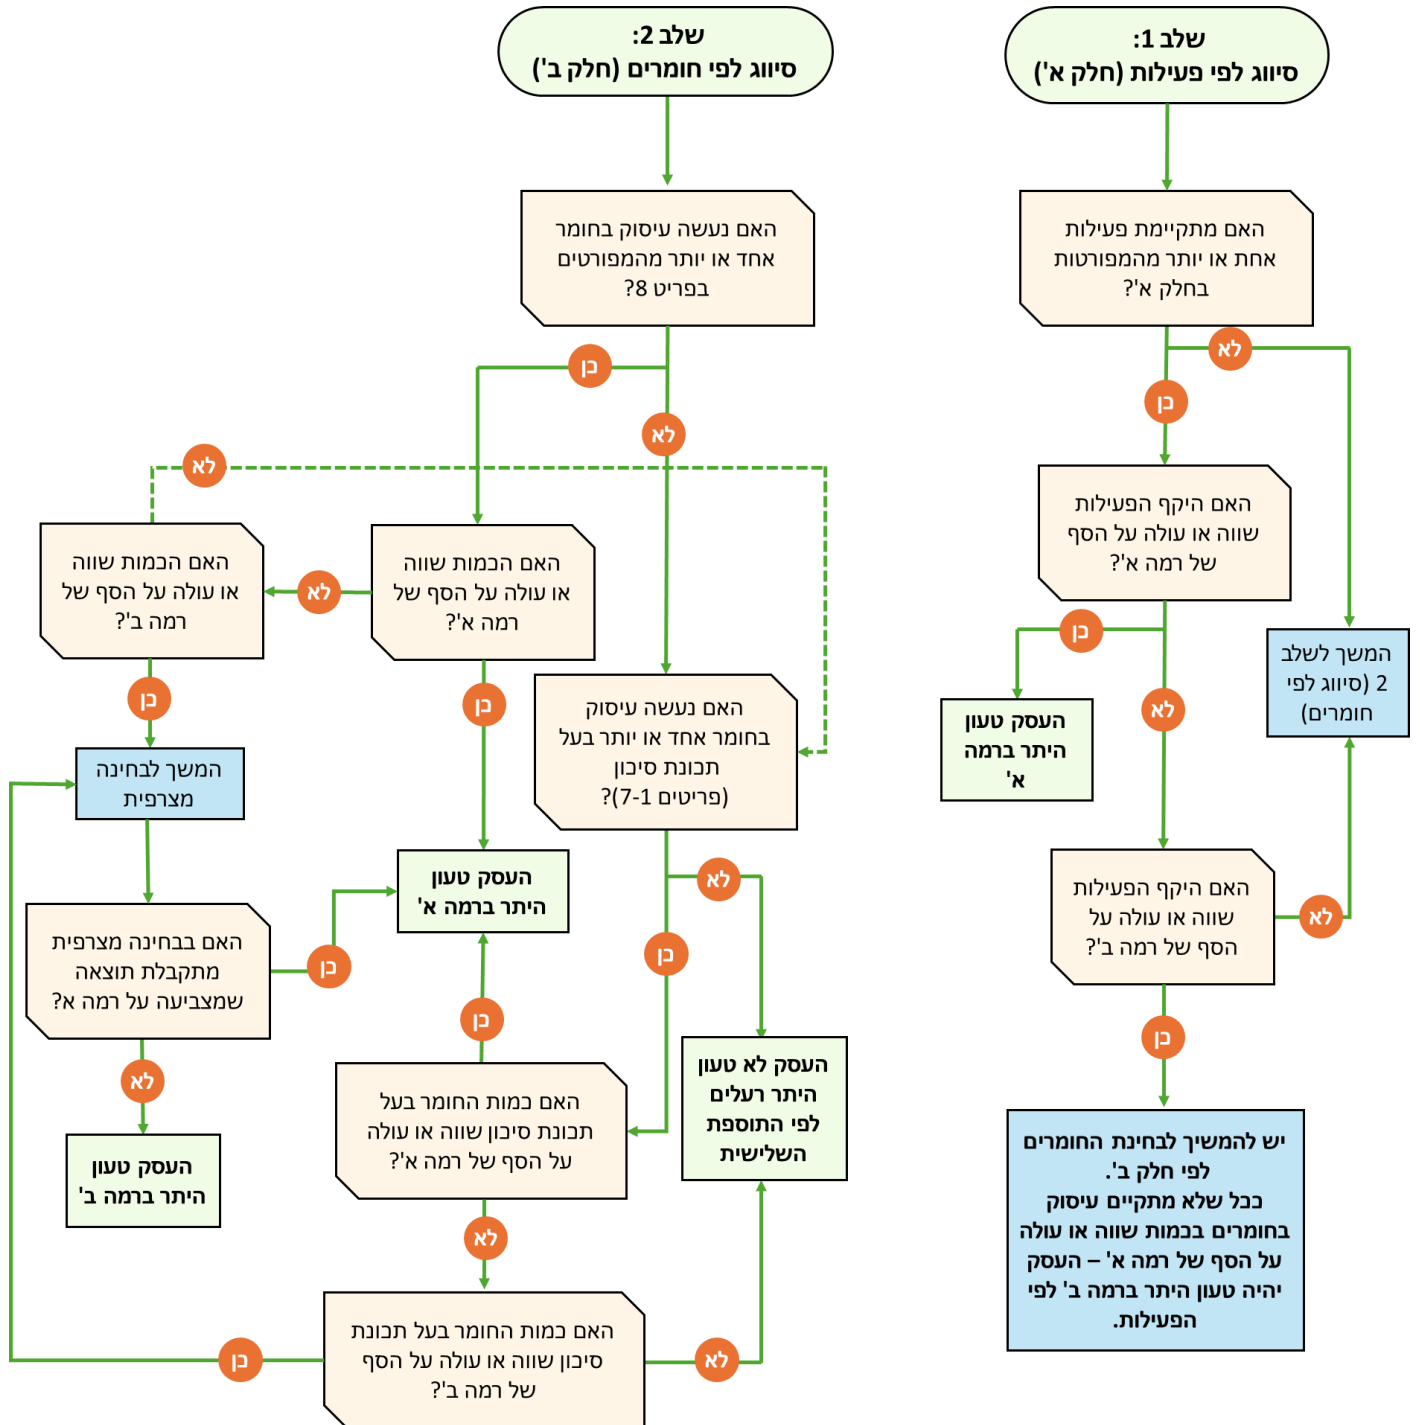 שלב 1:
סיווג לפי פעילות (חלק א')
האם מתקיימת פעילות
אחת או יותר מהמפורטות
בחלק א'?
לא
כן
האם היקף הפעילות
שווה או עולה על הסף
של רמה א'?
כן
לא
העסק טעון
היתר ברמה
א'
המשך לשלב
2 (סיווג לפי
חומרים)
האם היקף הפעילות
שווה או עולה על
הסף של רמה ב'?
לא
כן
יש להמשיך לבחינת החומרים
לפי חלק ב'.
ככל שלא מתקיים עיסוק
בחומרים בכמות שווה או עולה
על הסף של רמה א' – העסק
יהיה טעון היתר ברמה ב' לפי
הפעילות.
שלב 2:
סיווג לפי חומרים (חלק ב')
האם נעשה עיסוק בחומר
אחד או יותר מהמפורטים
בפריט 8?
כן
לא
האם הכמות שווה
או עולה על הסף של
רמה א'?
לא
כן
האם הכמות שווה
או עולה על הסף של
רמה ב'?
לא
כן
המשך לבחינה
מצרפית
האם בבחינה מצרפית
מתקבלת תוצאה
שמצביעה על רמה א?
כן
לא
העסק טעון
היתר ברמה א'
העסק טעון
היתר ברמה ב'
האם נעשה עיסוק
בחומר אחד או יותר בעל
תכונת סיכון
(פריטים 7-1)?
לא
כן
העסק לא טעון
היתר רעלים
לפי התוספת
השלישית
האם כמות החומר בעל
תכונת סיכון שווה או עולה
על הסף של רמה א'?
כן
לא
האם כמות החומר בעל תכונת
סיכון שווה או עולה על הסף
של רמה ב'?
לא
כן